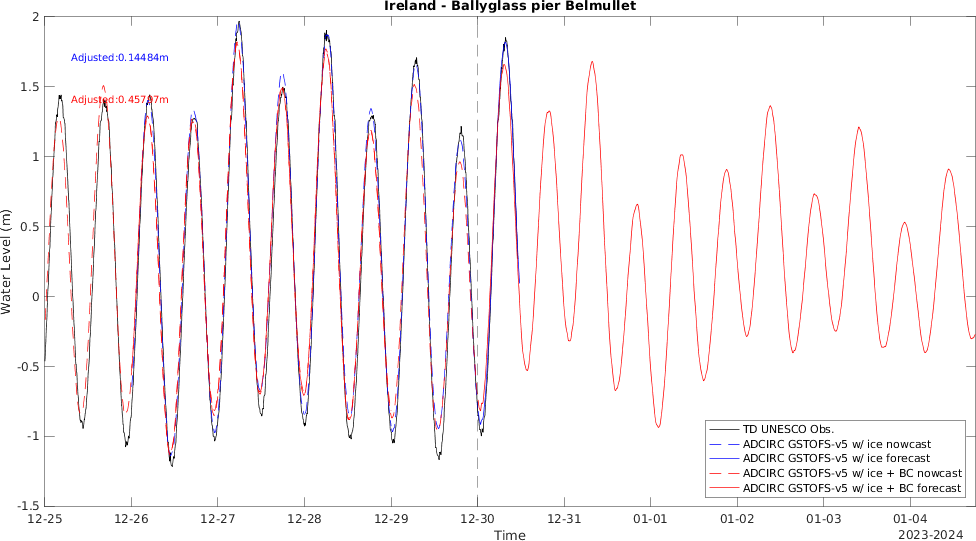 Ireland - Ballyglass pier Belmullet
Water Level (m)
2
1.5
1
0.5
0
-0.5
-1
-1.5
Adjusted:0.14484m
Adjusted:0.45797m
TD UNESCO Obs.
ADCIRC GSTOFS-v5 w/ ice nowcast
ADCIRC GSTOFS-v5 w/ ice forecast
ADCIRC GSTOFS-v5 w/ ice + BC nowcast
ADCIRC GSTOFS-v5 w/ ice + BC forecast
12-25 12-26 12-27 12-28 12-29 12-30 12-31 01-01 01-02 01-03 01-04
Time
2023-2024